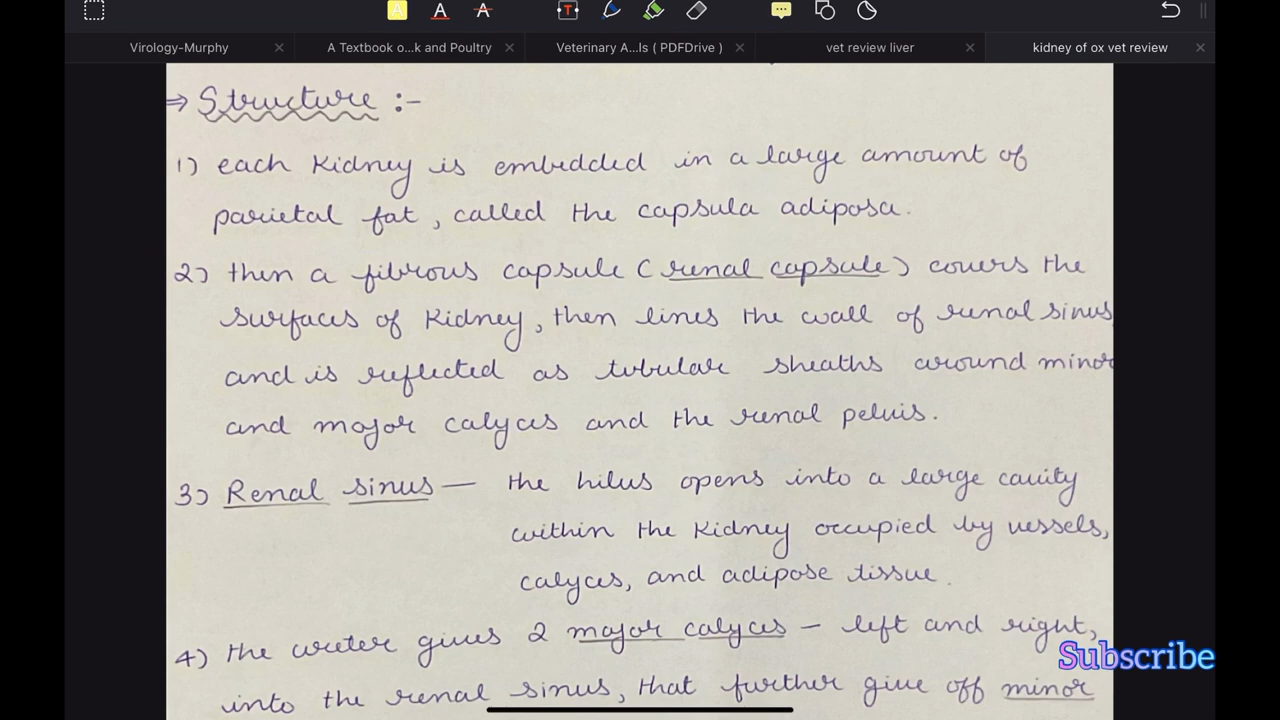 A A A T
Virology-Murphy × A Textbook o...k and Poultry × Veterinary A...ls ( PDFDrive ) × vet review liver × kidney of ox vet review ×
⇒ Structure :-
1) each Kidney is embedded in a large amount of
parietal fat, called the capsula adiposa.
2) then a fibrous capsule (renal capsule) covers the
surfaces of Kidney, then lines the wall of renal sinus
and is reflected as tubular sheaths around minor
and major calyces and the renal pelvis.
3) Renal sinus — the hilus opens into a large cavity
within the Kidney occupied by vessels,
calyces, and adipose tissue.
4) the ureter gives 2 major calyces – left and right,
Subscribe
into the renal sinus, that further give off minor